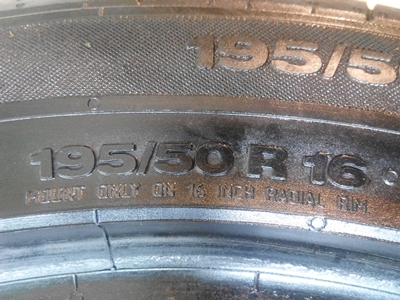 195/5
195/50 R 16
MOUNT ONLY ON 16 INCH RADIAL RIM